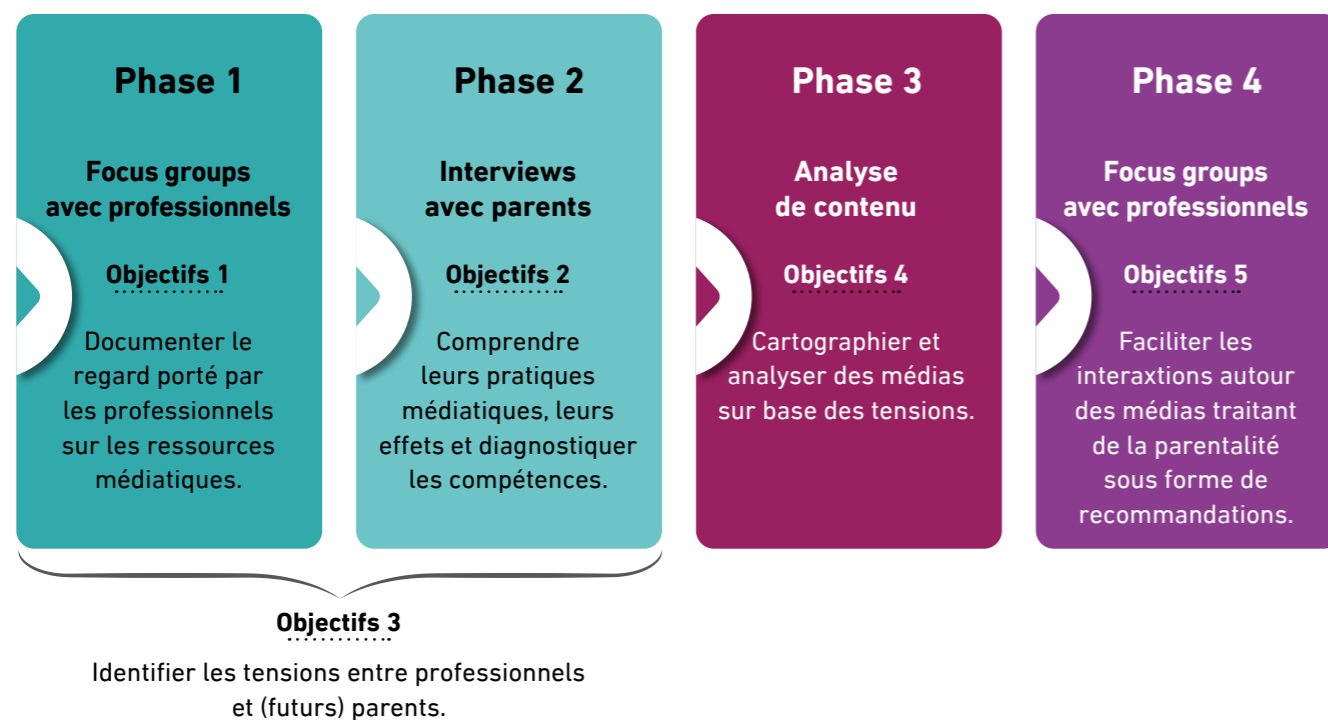 Phase 1
Focus groups
avec professionnels
Objectifs 1
Documenter le
regard porté par
les professionnels
sur les ressources
médiatiques.
Phase 2
Interviews
avec parents
Objectifs 2
Comprendre
leurs pratiques
médiatiques, leurs
effets et diagnostiquer
les compétences.
Phase 3
Analyse
de contenu
Objectifs 4
Cartographier et
analyser des médias
sur base des tensions.
Phase 4
Focus groups
avec professionnels
Objectifs 5
Faciliter les
interaxtions autour
des médias traitant
de la parentalité
sous forme de
recommandations.
Objectifs 3
Identifier les tensions entre professionnels
et (futurs) parents.